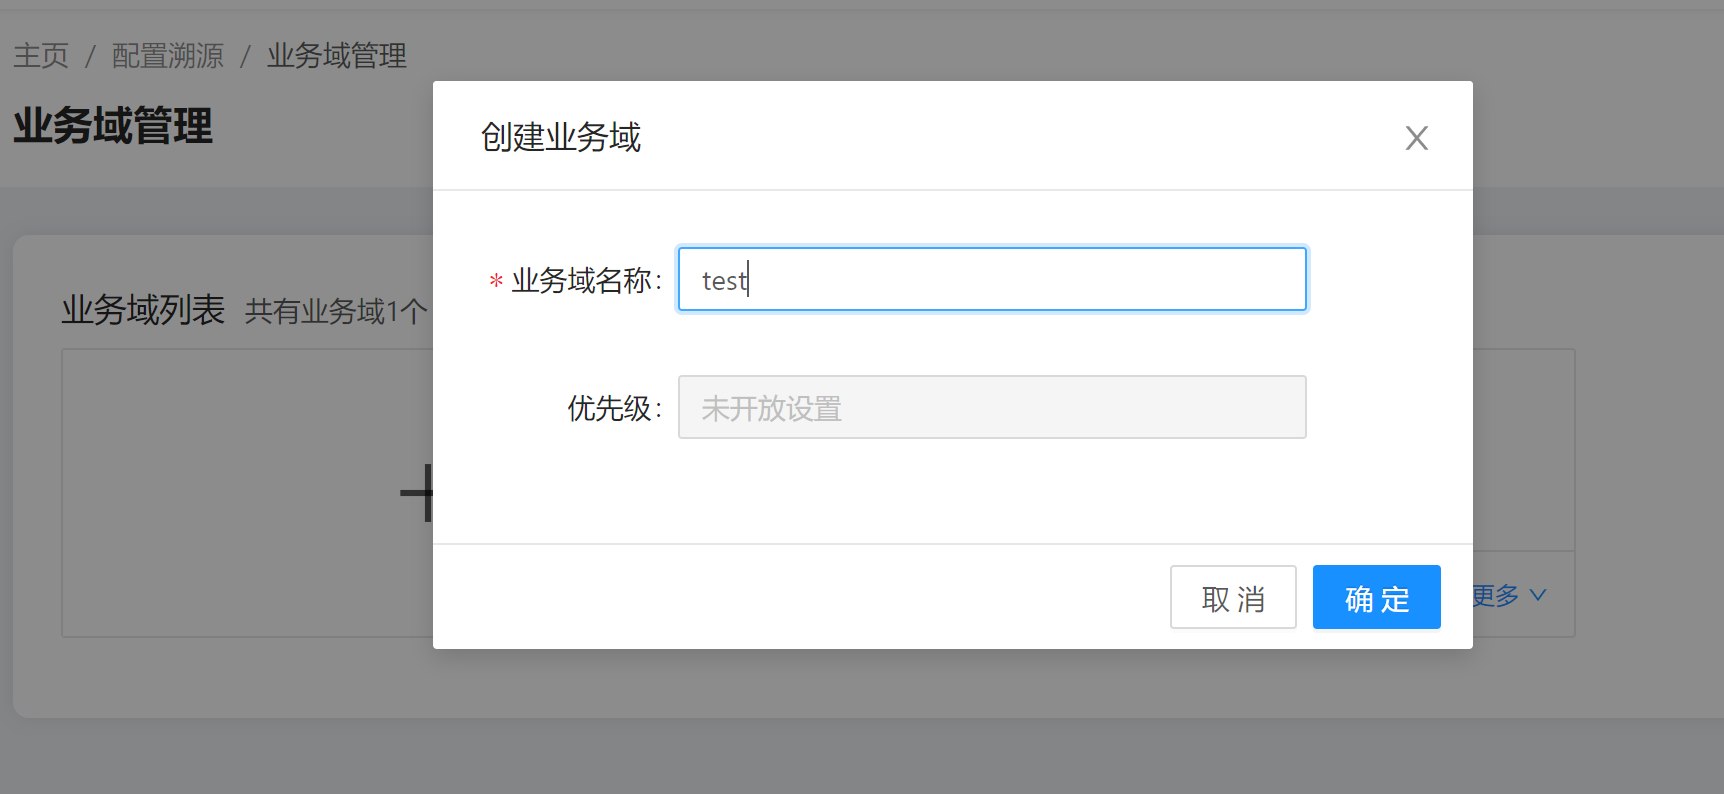 主页 / 配置溯源 / 业务域管理
业务域管理
创建业务域
* 业务域名称: test
业务域列表 共有业务域1个
优先级: 未开放设置
取 消 确 定
更多